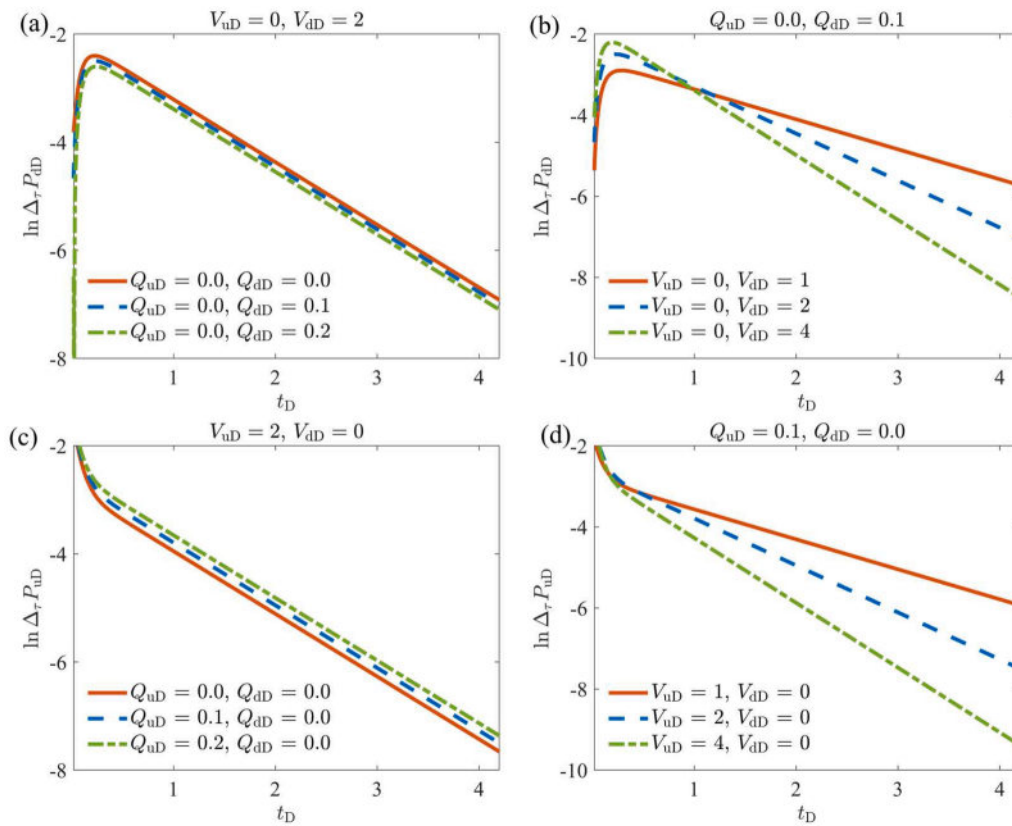 (a)
V_uD = 0, V_dD = 2
-2
-4
-6
-8
ln Δ_τ P_dD
Q_uD = 0.0, Q_dD = 0.0
Q_uD = 0.0, Q_dD = 0.1
Q_uD = 0.0, Q_dD = 0.2
1 2 3 4
t_D
(b)
Q_uD = 0.0, Q_dD = 0.1
-2
-4
-6
-8
-10
ln Δ_τ P_dD
V_uD = 0, V_dD = 1
V_uD = 0, V_dD = 2
V_uD = 0, V_dD = 4
1 2 3 4
t_D
(c)
V_uD = 2, V_dD = 0
-2
-4
-6
-8
ln Δ_τ P_uD
Q_uD = 0.0, Q_dD = 0.0
Q_uD = 0.1, Q_dD = 0.0
Q_uD = 0.2, Q_dD = 0.0
1 2 3 4
t_D
(d)
Q_uD = 0.1, Q_dD = 0.0
-2
-4
-6
-8
-10
ln Δ_τ P_uD
V_uD = 1, V_dD = 0
V_uD = 2, V_dD = 0
V_uD = 4, V_dD = 0
1 2 3 4
t_D